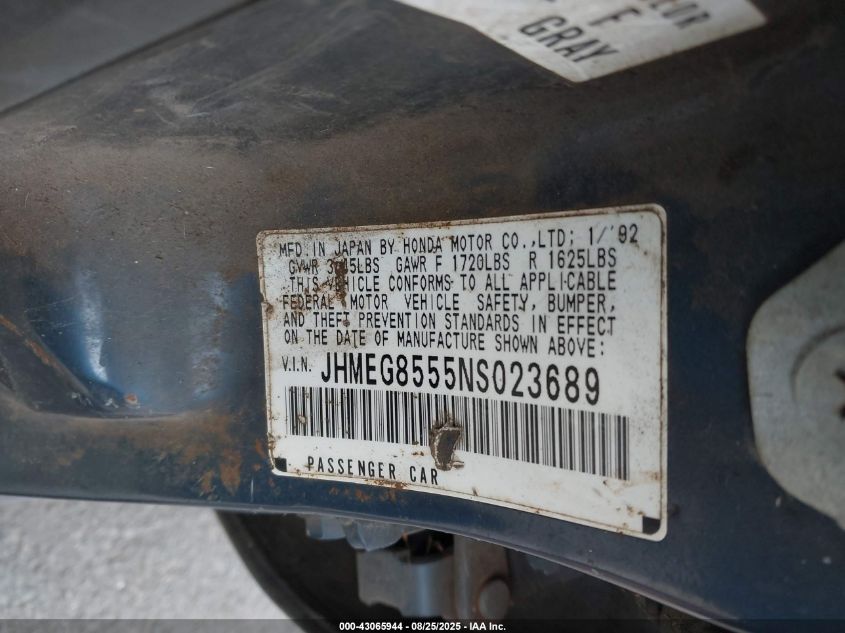 F
GRAY
MFD. IN JAPAN BY HONDA MOTOR CO.,LTD; 1/'92
GVWR LBS GAWR F 1720LBS R 1625LBS
THIS VEHICLE CONFORMS TO ALL APPLICABLE
FEDERAL MOTOR VEHICLE SAFETY, BUMPER,
AND THEFT PREVENTION STANDARDS IN EFFECT
ON THE DATE OF MANUFACTURE SHOWN ABOVE:
V.I.N. JHMEG8555NS023689
PASSENGER CAR
000-43065944 - 08/25/2025 - IAA Inc.